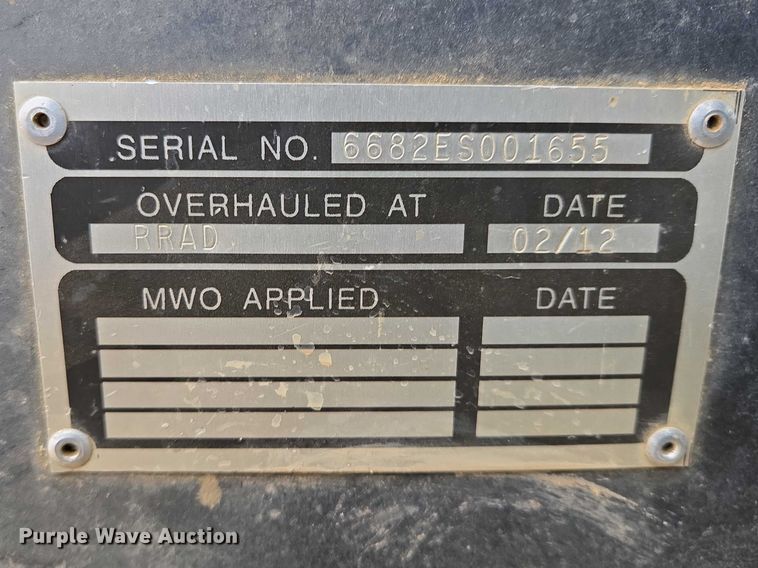 SERIAL NO. 6682ES001655
OVERHAULED AT DATE
RRAD 02/12
MWO APPLIED DATE
Purple Wave Auction